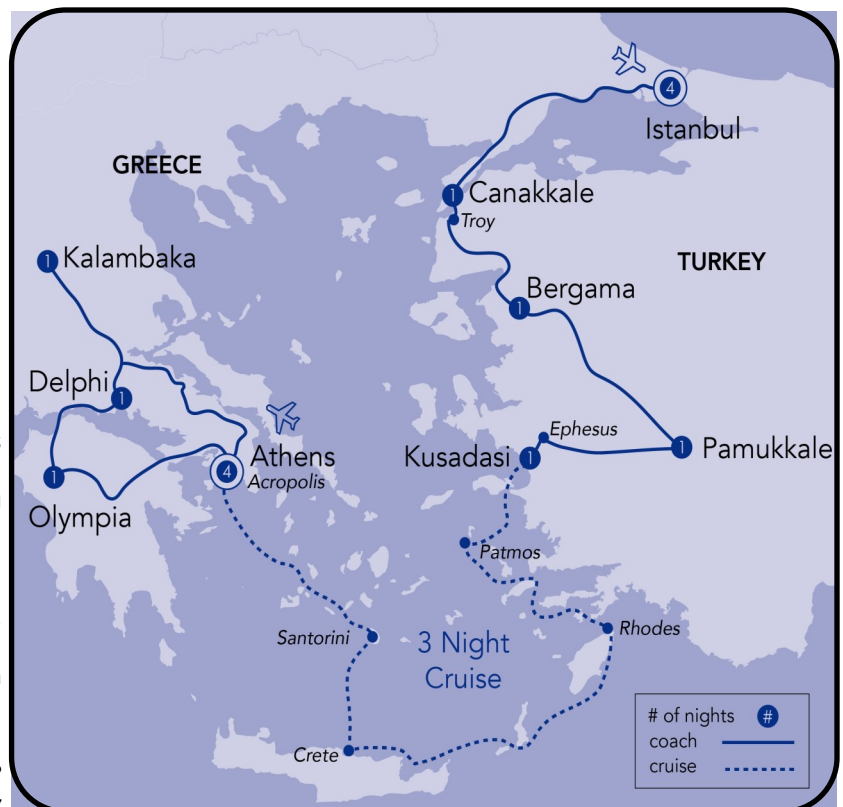 4
Istanbul
GREECE
1 Canakkale
Troy
1 Kalambaka
TURKEY
Bergama
1
Delphi
1
Ephesus
Athens
Kusadasi 1
1 Pamukkale
4
Acropolis
1
Olympia
Patmos
Santorini
3 Night
Cruise
Rhodes
Crete
# of nights #
coach
cruise